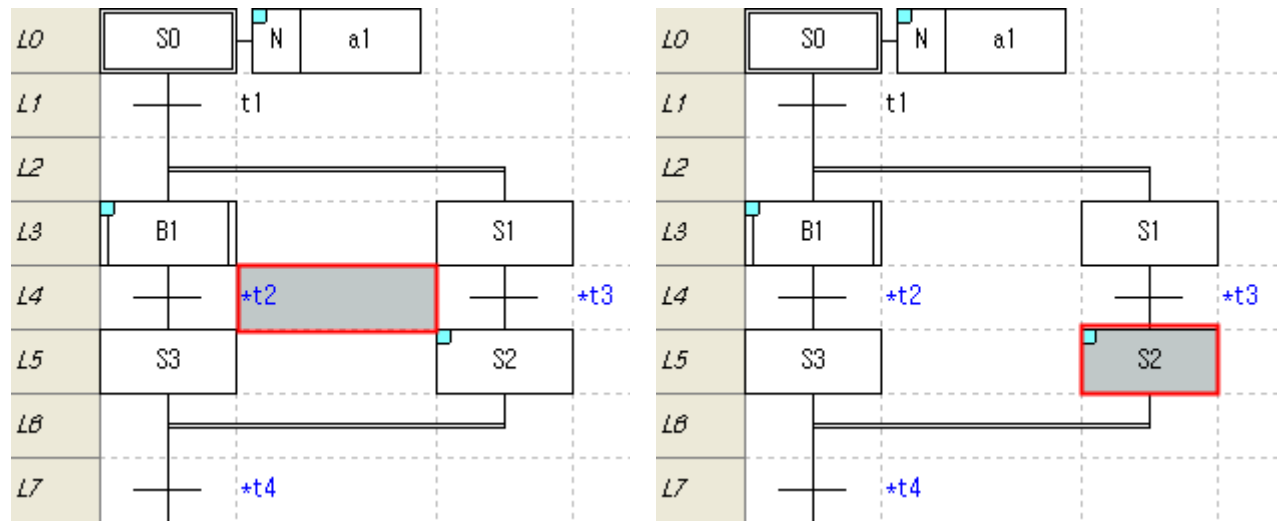 L0 S0 N a1
L1 t1
L2
L3 B1 S1
L4 *t2 *t3
L5 S3 S2
L6
L7 *t4
L0 S0 N a1
L1 t1
L2
L3 B1 S1
L4 *t2 *t3
L5 S3 S2
L6
L7 *t4